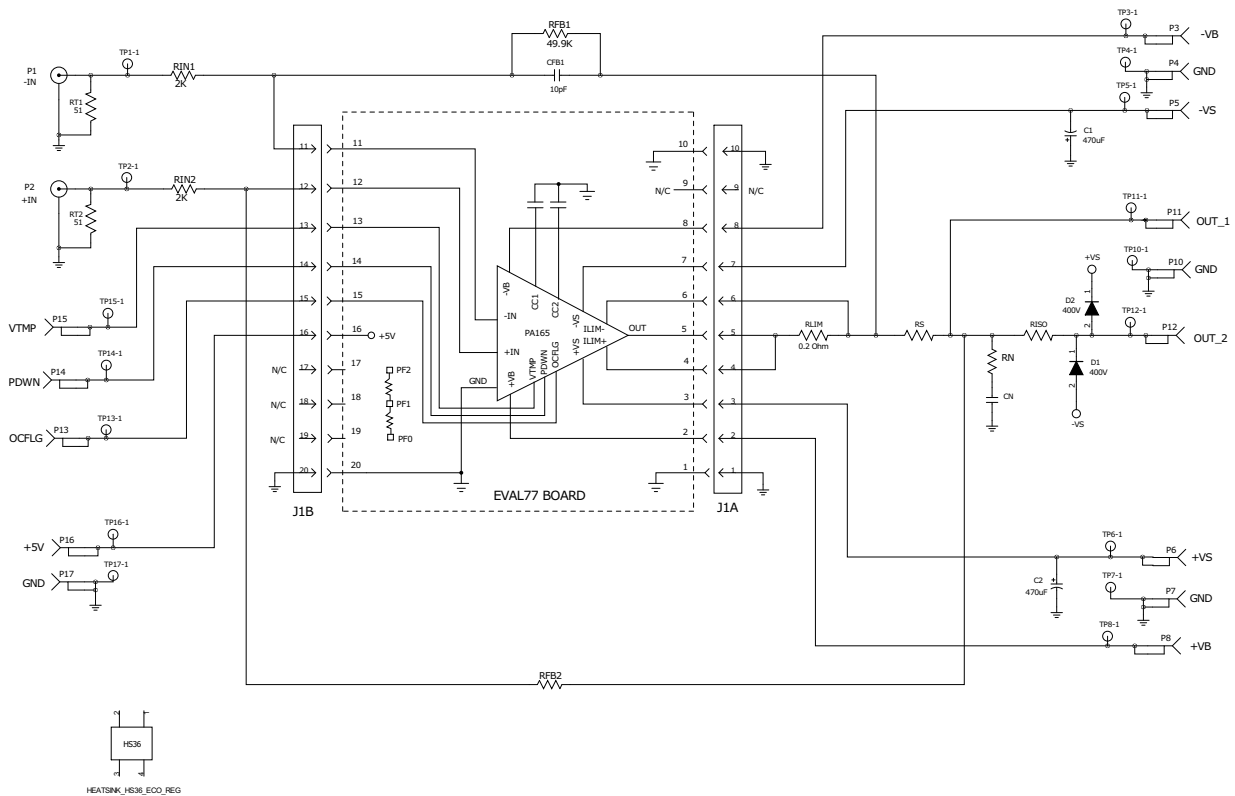 P1
-IN
TP1-1
RIN1
2K
RT1
51
RFB1
49.9K
CFB1
10pF
TP3-1
P3
-VB
TP4-1
P4
GND
TP5-1
P5
-VS
C1
470uF
P2
+IN
TP2-1
RIN2
2K
RT2
51
TP11-1
P11
OUT_1
TP10-1
P10
GND
+VS
D2
400V
1
2
TP12-1
P12
OUT_2
D1
400V
1
2
-VS
VTMP
P15
TP15-1
PDWN
P14
TP14-1
OCFLG
P13
TP13-1
+5V
P16
TP16-1
GND
P17
TP17-1
11
12
13
14
15
16
N/C
17
N/C
18
N/C
19
20
J1B
11
12
13
14
15
16
+5V
17
18
19
20
PF2
PF1
PF0
CC1
CC2
-VB
-IN
PA165
+IN
+VB
GND
-VS
ILIM-
ILIM+
+VS
OUT
VTMP
PDWN
OCFLG
EVAL77 BOARD
10
N/C
9
8
7
6
5
4
3
2
1
10
9
N/C
8
7
6
5
4
3
2
1
J1A
RLIM
0.2 Ohm
RS
RISO
RN
CN
TP6-1
P6
+VS
C2
470uF
TP7-1
P7
GND
TP8-1
P8
+VB
RFB2
2
1
HS36
3
4
HEATSINK_HS36_ECO_REG